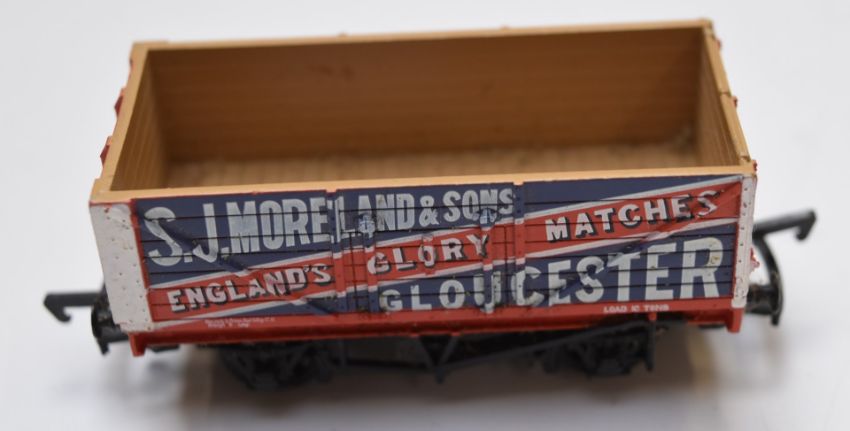 S.J.MORELAND & SONS
ENGLAND'S GLORY MATCHES
GLOUCESTER
LOAD 10 TONS